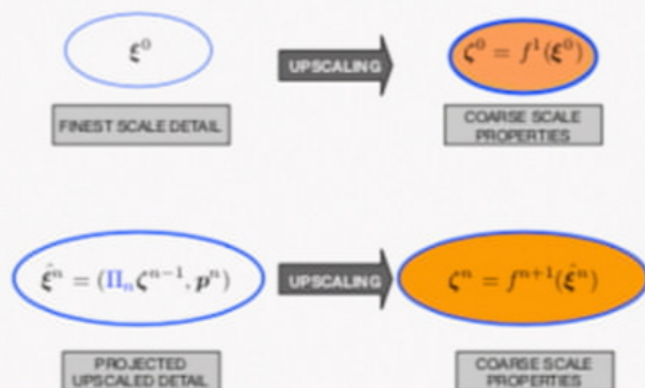 ξ⁰
UPSCALING
ζ⁰ = f¹(ξ⁰)
FINEST SCALE DETAIL
COARSE SCALE
PROPERTIES
ξ̂ⁿ = (Πₙζⁿ⁻¹, pⁿ)
UPSCALING
ζⁿ = fⁿ⁺¹(ξ̂ⁿ)
PROJECTED
UPSCALED DETAIL
COARSE SCALE
PROPERTIES